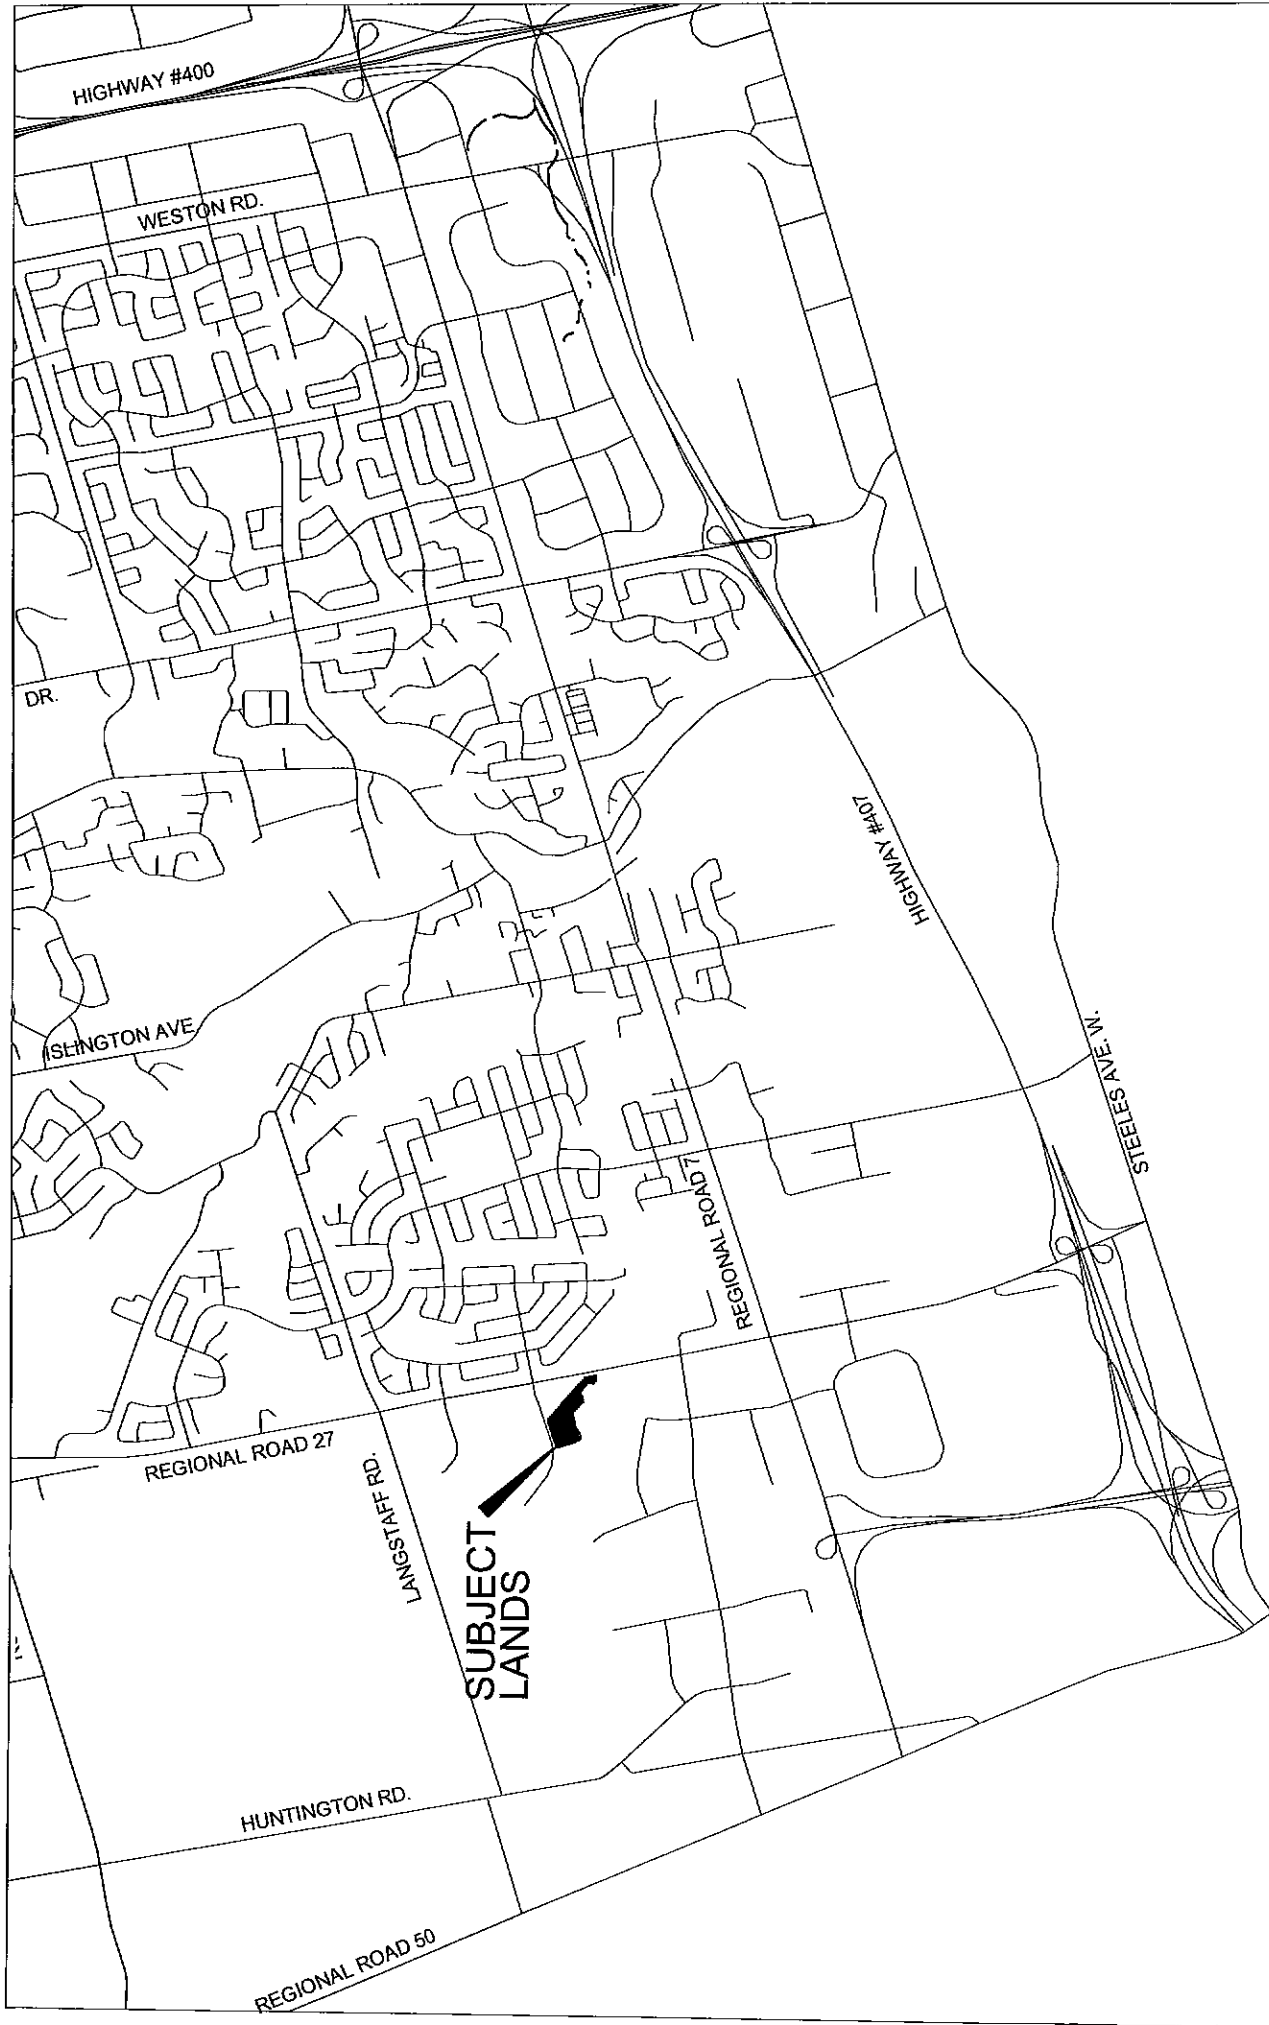 HIGHWAY #400
WESTON RD.
DR.
HIGHWAY #407
ISLINGTON AVE
STEELES AVE. W.
REGIONAL ROAD 7
REGIONAL ROAD 27
LANGSTAFF RD.
SUBJECT
LANDS
HUNTINGTON RD.
REGIONAL ROAD 50